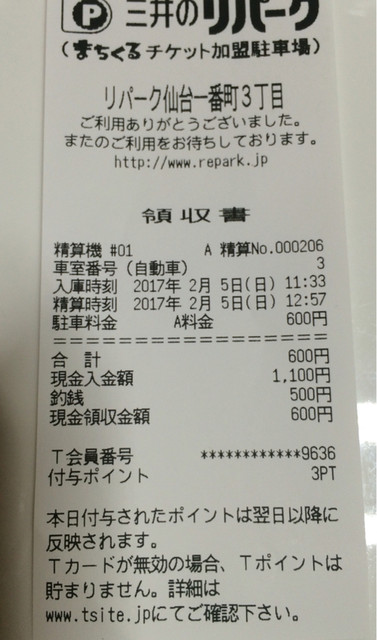 P 三井のリパーク
(まちくるチケット加盟駐車場)
リパーク仙台一番町3丁目
ご利用ありがとうございました。
またのご利用をお待ちしております。
http://www.repark.jp
領収書
精算機 #01 A 精算No.000206
車室番号(自動車) 3
入庫時刻 2017年 2月 5日(日) 11:33
精算時刻 2017年 2月 5日(日) 12:57
駐車料金 A料金 600円
==============================
合 計 600円
現金入金額 1,100円
釣銭 500円
現金領収金額 600円
T会員番号 ************9636
付与ポイント 3PT
本日付与されたポイントは翌日以降に
反映されます。
Tカードが無効の場合、Tポイントは
貯まりません。詳細は
www.tsite.jpにてご確認下さい。